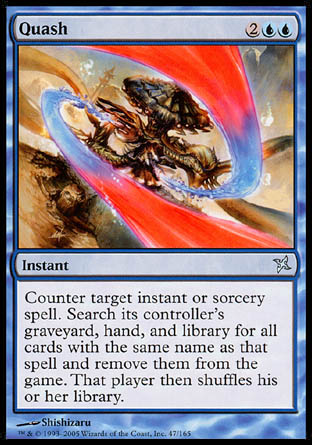 Quash 2
Instant
Counter target instant or sorcery
spell. Search its controller's
graveyard, hand, and library for all
cards with the same name as that
spell and remove them from the
game. That player then shuffles his
or her library.
Shishizaru
™ & © 1993-2005 Wizards of the Coast, Inc. 47/165